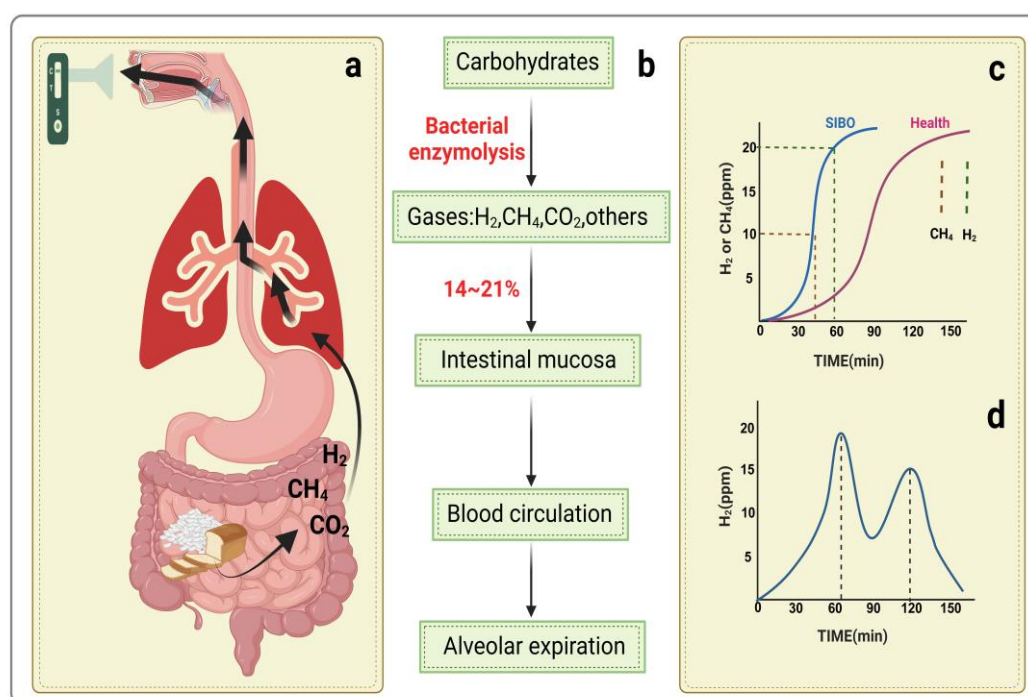 a
C
T
S
H₂
CH₄
CO₂
b
Carbohydrates
Bacterial
enzymolysis
Gases:H₂,CH₄,CO₂,others
14~21%
Intestinal mucosa
Blood circulation
Alveolar expiration
c
SIBO
Health
20
10
5
H₂ or CH₄(ppm)
CH₄
H₂
0
30
60
90
120
150
TIME(min)
d
20
15
10
5
H₂(ppm)
0
30
60
90
120
150
TIME(min)